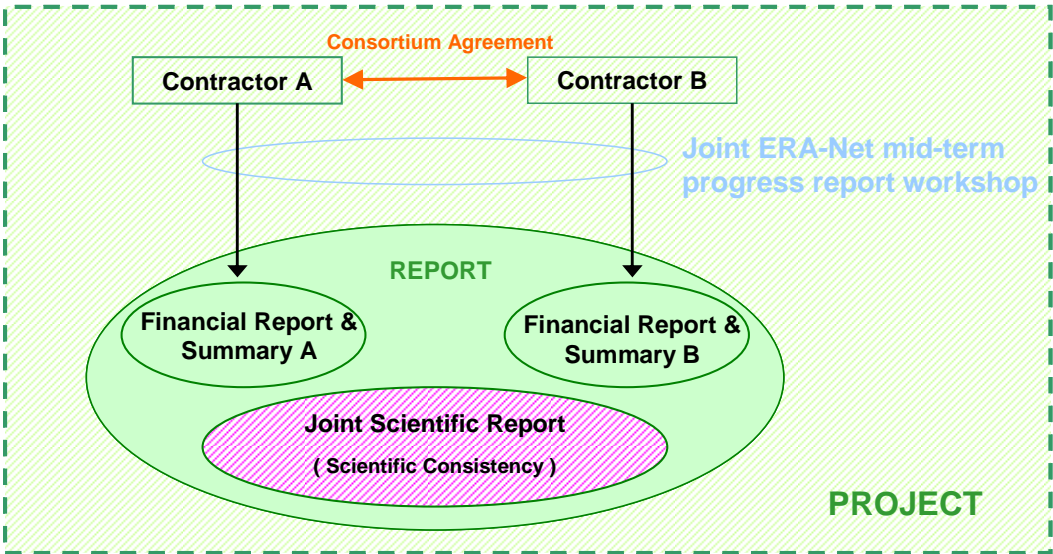 Consortium Agreement
Contractor A
Contractor B
Joint ERA-Net mid-term
progress report workshop
REPORT
Financial Report &
Summary A
Financial Report &
Summary B
Joint Scientific Report
( Scientific Consistency )
PROJECT